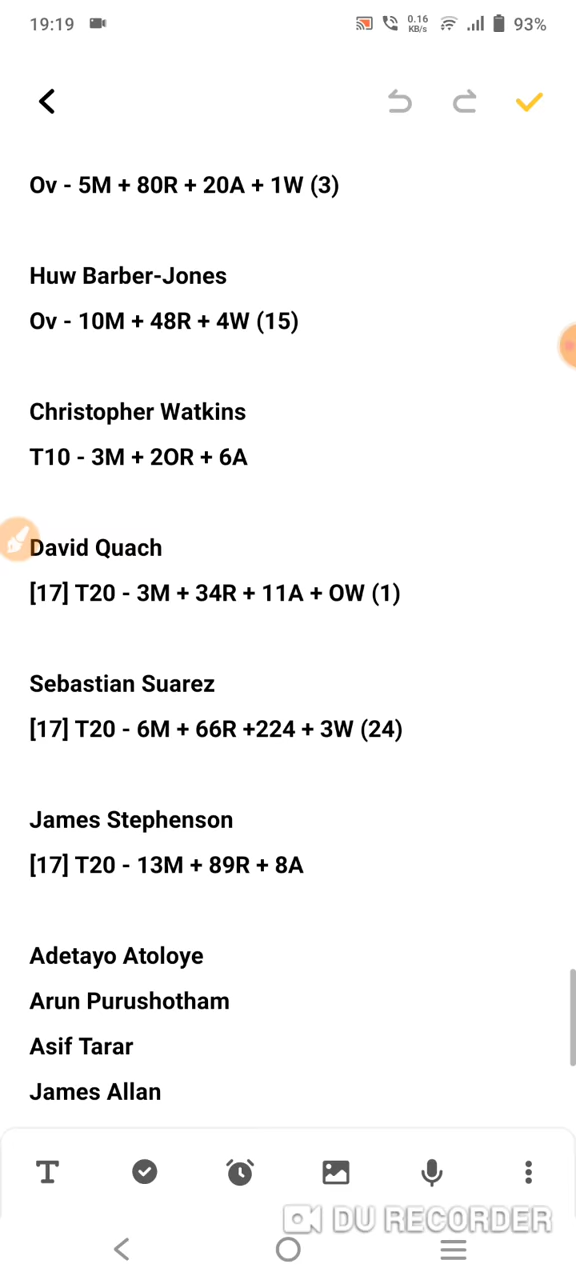 19:19 0.16 KB/s 93%
Ov - 5M + 80R + 20A + 1W (3)
Huw Barber-Jones
Ov - 10M + 48R + 4W (15)
Christopher Watkins
T10 - 3M + 2OR + 6A
David Quach
[17] T20 - 3M + 34R + 11A + OW (1)
Sebastian Suarez
[17] T20 - 6M + 66R +224 + 3W (24)
James Stephenson
[17] T20 - 13M + 89R + 8A
Adetayo Atoloye
Arun Purushotham
Asif Tarar
James Allan
T
DU RECORDER